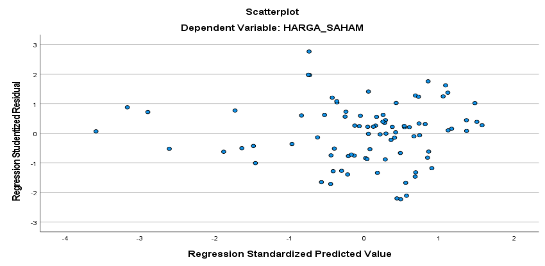 Scatterplot
Dependent Variable: HARGA_SAHAM
Regression Studentized Residual
3
2
1
0
-1
-2
-3
-4 -3 -2 -1 0 1 2
Regression Standardized Predicted Value